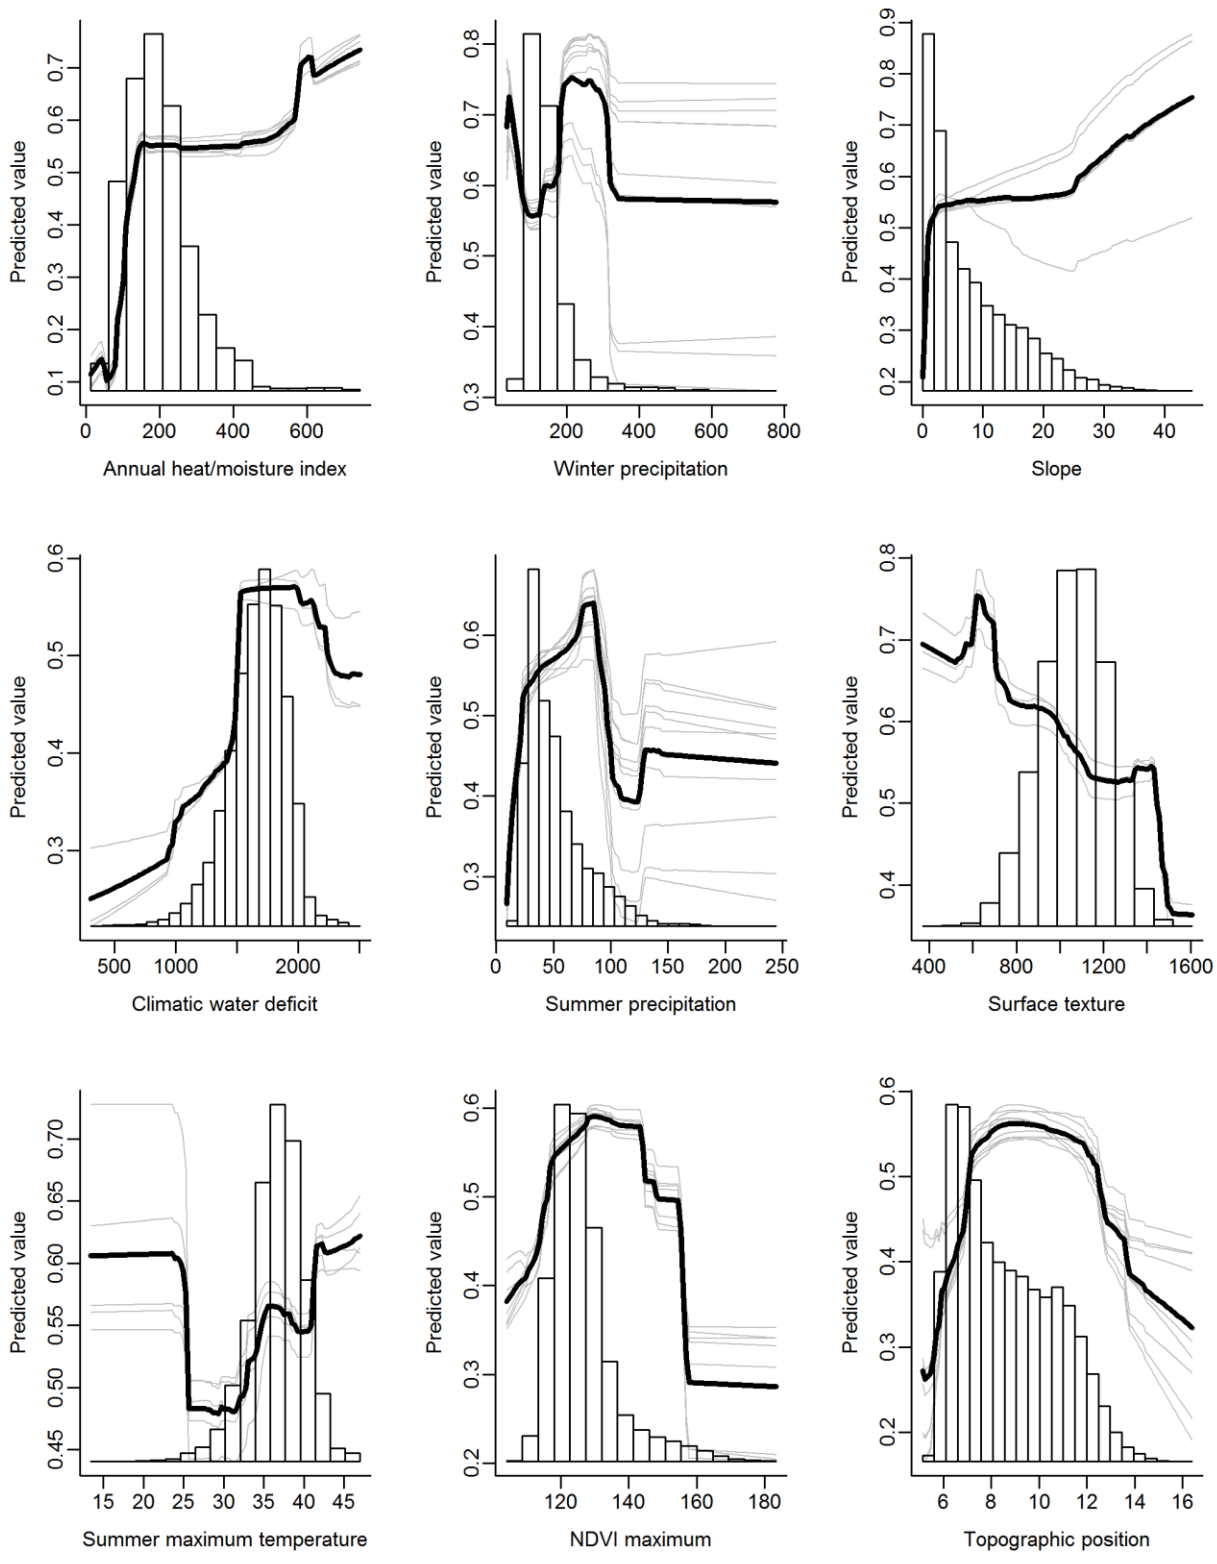 Predicted value
0.1 0.2 0.3 0.4 0.5 0.6 0.7
0 200 400 600
Annual heat/moisture index
Predicted value
0.3 0.4 0.5 0.6 0.7 0.8
200 400 600 800
Winter precipitation
Predicted value
0.2 0.3 0.4 0.5 0.6 0.7 0.8 0.9
0 10 20 30 40
Slope
Predicted value
0.3 0.4 0.5 0.6
500 1000 2000
Climatic water deficit
Predicted value
0.3 0.4 0.5 0.6
0 50 100 150 200 250
Summer precipitation
Predicted value
0.4 0.5 0.6 0.7 0.8
400 800 1200 1600
Surface texture
Predicted value
0.45 0.50 0.55 0.60 0.65 0.70
15 20 25 30 35 40 45
Summer maximum temperature
Predicted value
0.2 0.3 0.4 0.5 0.6
120 140 160 180
NDVI maximum
Predicted value
0.2 0.3 0.4 0.5 0.6
6 8 10 12 14 16
Topographic position